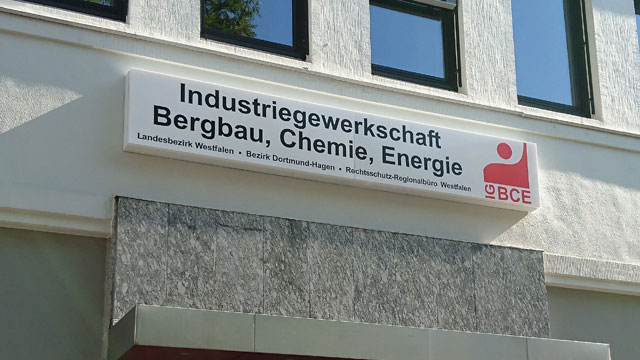 Industriegewerkschaft
Bergbau, Chemie, Energie
Landesbezirk Westfalen • Bezirk Dortmund-Hagen • Rechtsschutz-Regionalbüro Westfalen
IG BCE